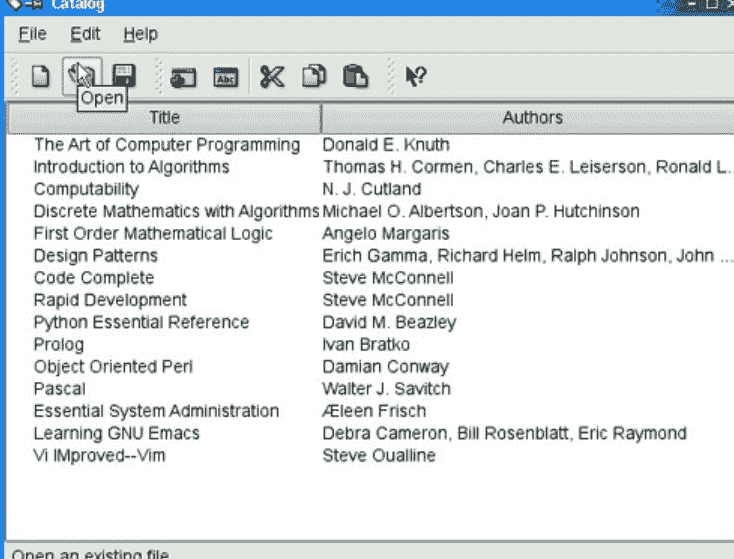 Catalog
File Edit Help
Abc
Open
Title Authors
The Art of Computer Programming Donald E. Knuth
Introduction to Algorithms Thomas H. Cormen, Charles E. Leiserson, Ronald L...
Computability N. J. Cutland
Discrete Mathematics with Algorithms Michael O. Albertson, Joan P. Hutchinson
First Order Mathematical Logic Angelo Margaris
Design Patterns Erich Gamma, Richard Helm, Ralph Johnson, John ...
Code Complete Steve McConnell
Rapid Development Steve McConnell
Python Essential Reference David M. Beazley
Prolog Ivan Bratko
Object Oriented Perl Damian Conway
Pascal Walter J. Savitch
Essential System Administration Æleen Frisch
Learning GNU Emacs Debra Cameron, Bill Rosenblatt, Eric Raymond
Vi IMproved--Vim Steve Oualline
Open an existing file